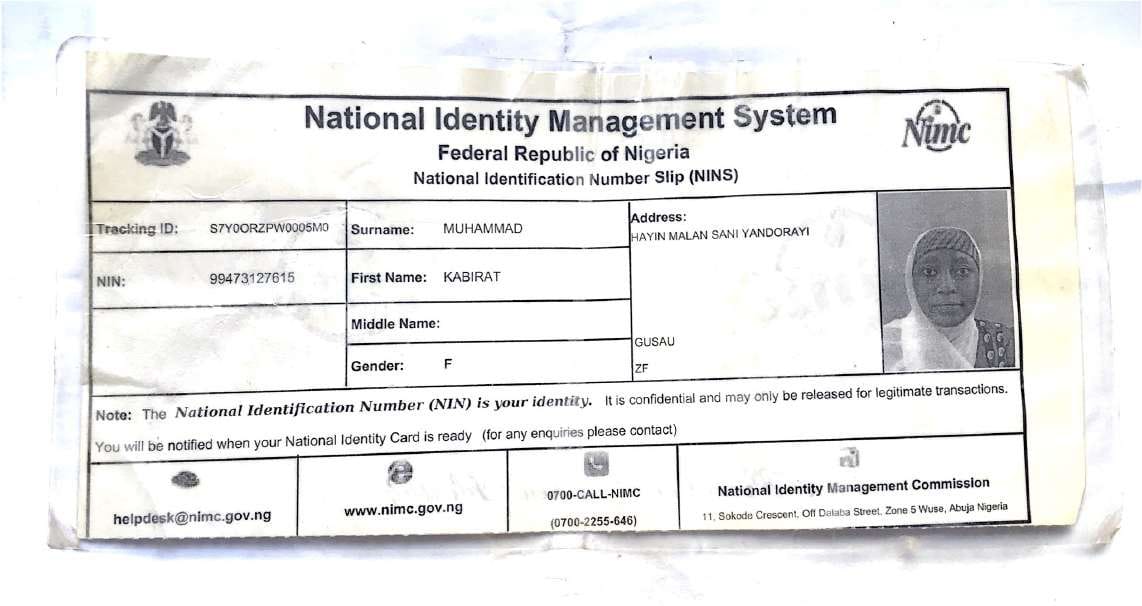 National Identity Management System
Federal Republic of Nigeria
National Identification Number Slip (NINS)
Nimc
Tracking ID: S7Y0ORZPW0005M0
Surname: MUHAMMAD
Address:
HAYIN MALAN SANI YANDORAYI
NIN: 99473127615
First Name: KABIRAT
Middle Name:
GUSAU
Gender: F
ZF
Note: The National Identification Number (NIN) is your identity. It is confidential and may only be released for legitimate transactions.
You will be notified when your National Identity Card is ready (for any enquiries please contact)
helpdesk@nimc.gov.ng
www.nimc.gov.ng
0700-CALL-NIMC
(0700-2255-646)
National Identity Management Commission
11, Sokode Crescent, Off Dalaba Street, Zone 5 Wuse, Abuja Nigeria